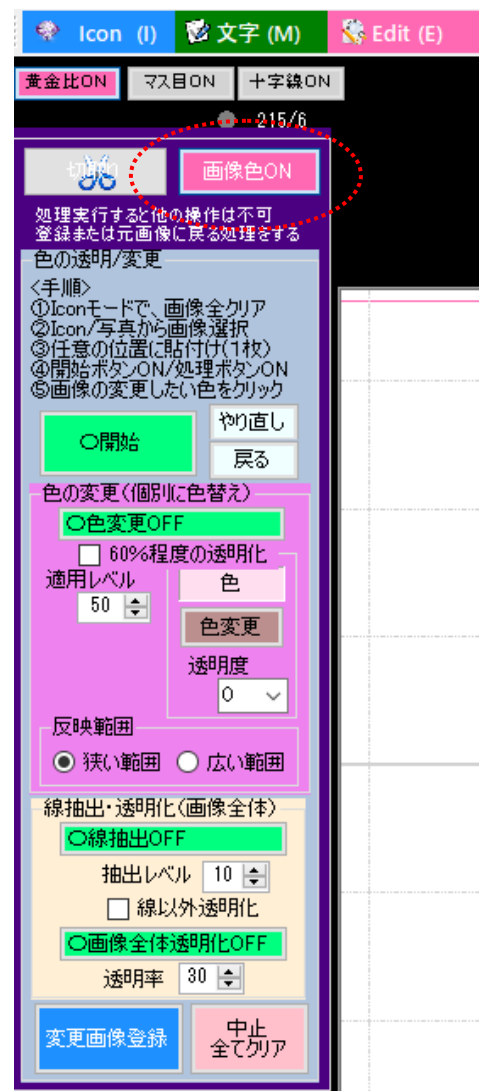 Icon (I) 文字 (M) Edit (E)
黄金比ON マス目ON 十字線ON
215/6
画像色ON
処理実行すると他の操作は不可
登録または元画像に戻る処理をする
色の透明/変更
<手順>
①Iconモードで、画像全クリア
②Icon/写真から画像選択
③任意の位置に貼付け(1枚)
④開始ボタンON/処理ボタンON
⑤画像の変更したい色をクリック
〇開始
やり直し
戻る
色の変更(個別に色替え)
〇色変更OFF
60%程度の透明化
適用レベル
50
色
色変更
透明度
0
反映範囲
狭い範囲 広い範囲
線抽出・透明化(画像全体)
〇線抽出OFF
抽出レベル 10
線以外透明化
〇画像全体透明化OFF
透明率 30
変更画像登録
中止
全てクリア